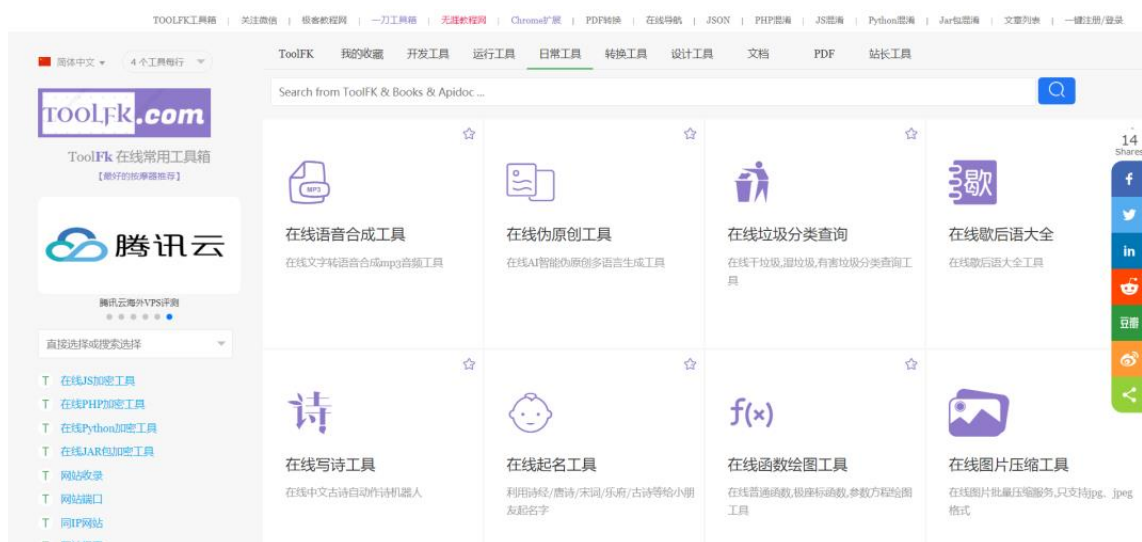 TOOLFK工具箱 | 关注微信 | 极客教程网 | 一刀工具箱 | 无涯教程网 | Chrome扩展 | PDF转换 | 在线导航 | JSON | PHP混淆 | JS混淆 | Python混淆 | Jar包混淆 | 文章列表 | 一键注册/登录
简体中文 4 个工具每行
ToolFK 我的收藏 开发工具 运行工具 日常工具 转换工具 设计工具 文档 PDF 站长工具
Search from ToolFK & Books & Apidoc ...
TOOLFK.com
ToolFk 在线常用工具箱
【最好的按摩器推荐】
腾讯云
腾讯云海外VPS评测
直接选择或搜索选择
T 在线JS加密工具
T 在线PHP加密工具
T 在线Python加密工具
T 在线JAR包加密工具
T 网站收录
T 网站端口
T 同IP网站
MP3
在线语音合成工具
在线文字转语音合成mp3音频工具
在线伪原创工具
在线AI智能伪原创多语言生成工具
在线垃圾分类查询
在线干垃圾,湿垃圾,有害垃圾分类查询工
具
歇
在线歇后语大全
在线歇后语大全工具
诗
在线写诗工具
在线中文古诗自动作诗机器人
在线起名工具
利用诗经/唐诗/宋词/乐府/古诗等给小朋
友起名字
f(x)
在线函数绘图工具
在线普通函数,极座标函数,参数方程绘图
工具
在线图片压缩工具
在线图片批量压缩服务,只支持jpg、jpeg
格式
14
Shares
f
in
豆瓣